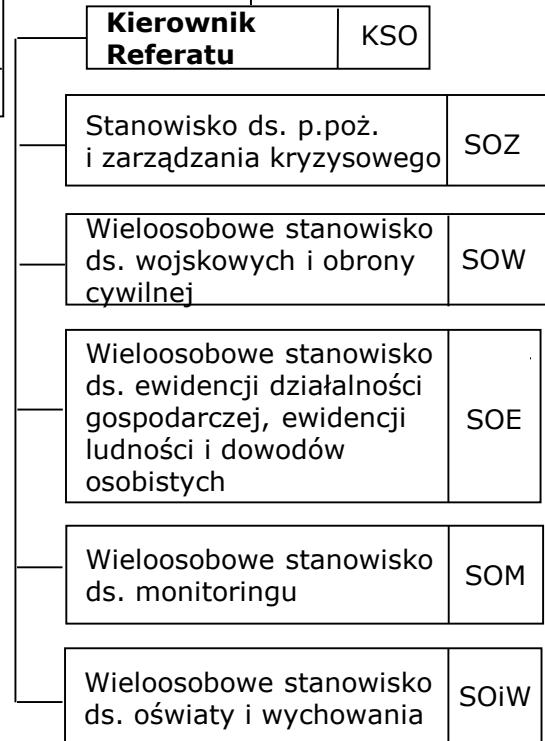 Kierownik
Referatu
KSO
Stanowisko ds. p.poż.
i zarządzania kryzysowego
SOZ
Wieloosobowe stanowisko
ds. wojskowych i obrony
cywilnej
SOW
Wieloosobowe stanowisko
ds. ewidencji działalności
gospodarczej, ewidencji
ludności i dowodów
osobistych
SOE
Wieloosobowe stanowisko
ds. monitoringu
SOM
Wieloosobowe stanowisko
ds. oświaty i wychowania
SOiW